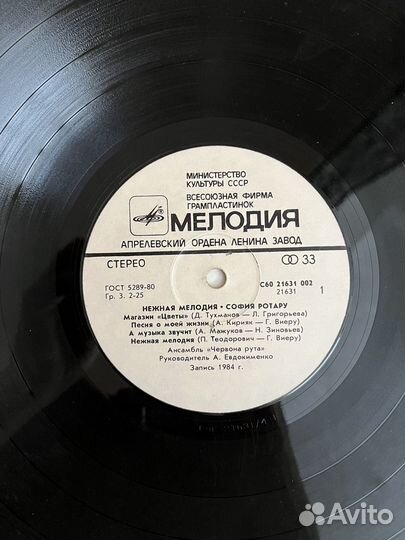 МИНИСТЕРСТВО
КУЛЬТУРЫ СССР
ВСЕСОЮЗНАЯ ФИРМА
ГРАМПЛАСТИНОК
МЕЛОДИЯ
АПРЕЛЕВСКИЙ ОРДЕНА ЛЕНИНА ЗАВОД
СТЕРЕО 33
ГОСТ 5289-80 С60 21631 002
Гр. 3. 2-25 21631 1
НЕЖНАЯ МЕЛОДИЯ • СОФИЯ РОТАРУ
Магазин «Цветы» (Д. Тухманов — Л. Григорьева)
Песня о моей жизни (А. Кирияк — Г. Виеру)
А музыка звучит (А. Мажуков — Н. Зиновьев)
Нежная мелодия (П. Теодорович — Г. Виеру)
Ансамбль «Червона рута»
Руководитель А. Евдокименко
Запись 1984 г.
Avito